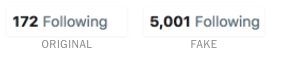 172 Following
5,001 Following
ORIGINAL
FAKE